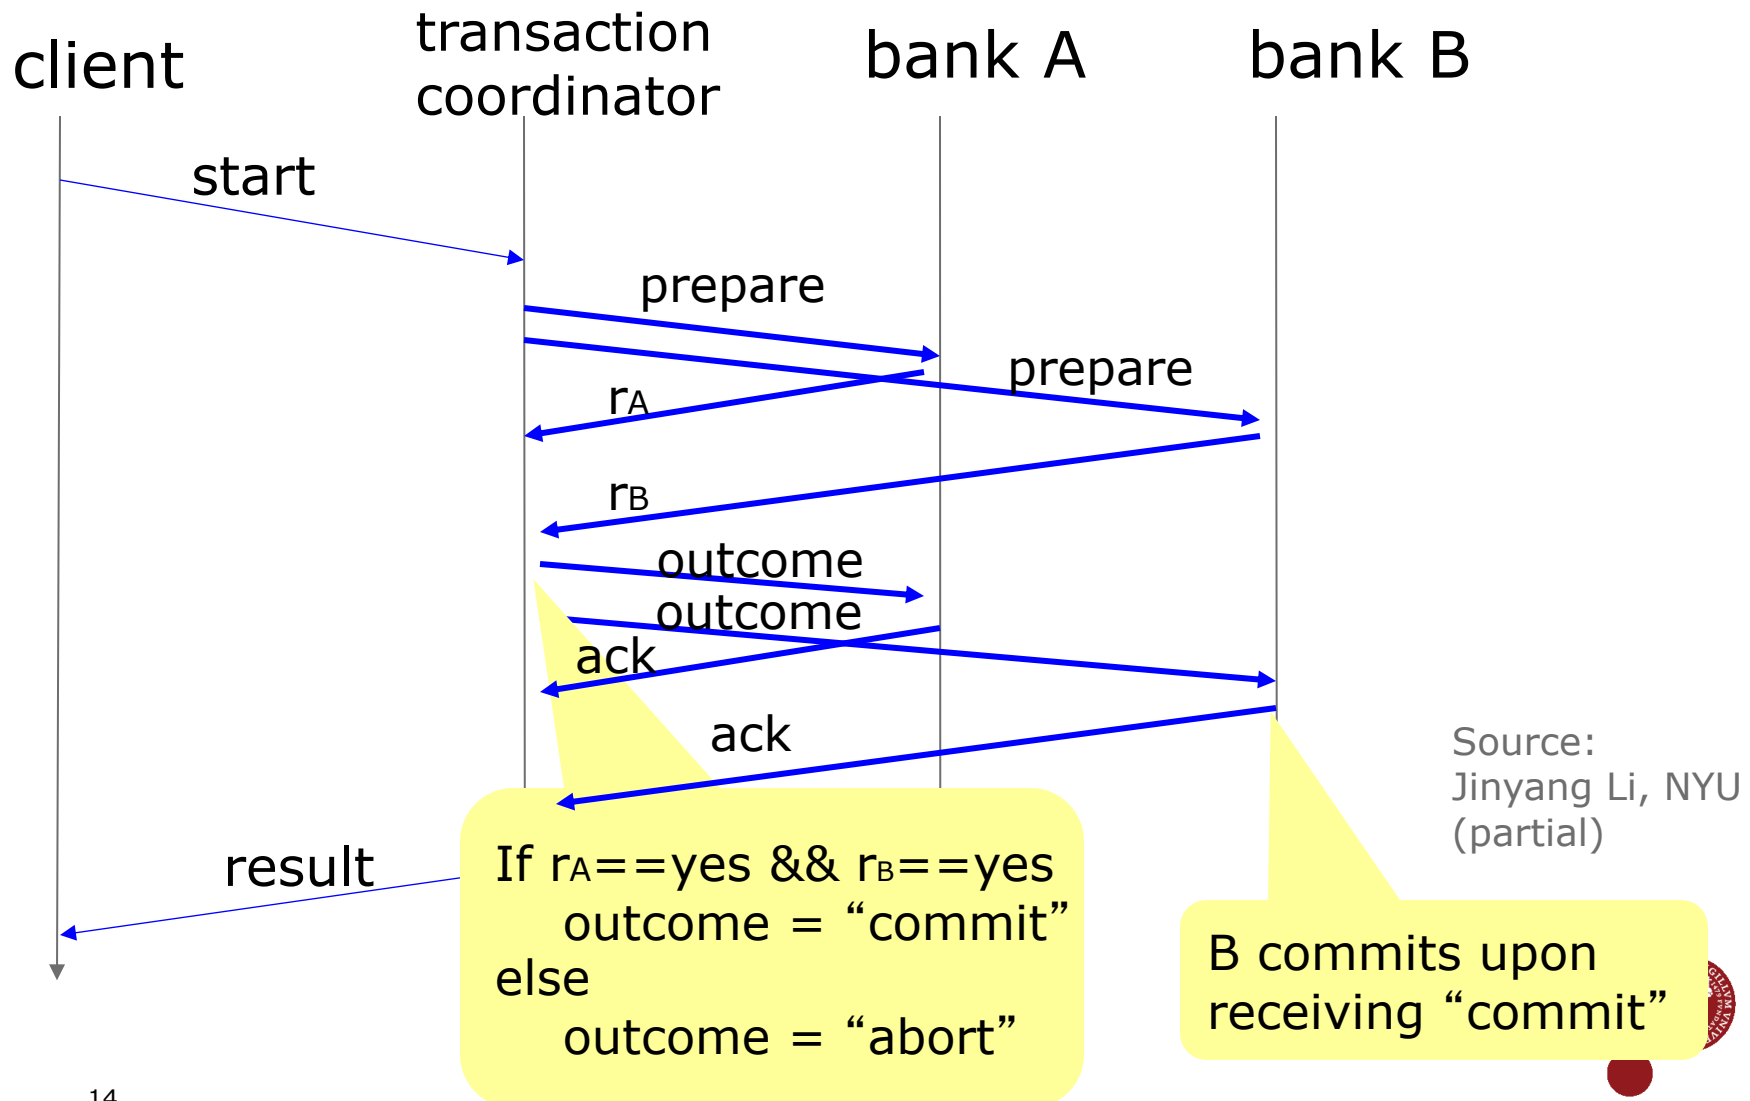 client
transaction
coordinator
bank A
bank B
start
prepare
prepare
rA
rB
outcome
outcome
ack
ack
Source:
Jinyang Li, NYU
(partial)
result
If rA==yes && rB==yes
outcome = “commit”
else
outcome = “abort”
B commits upon
receiving “commit”
14